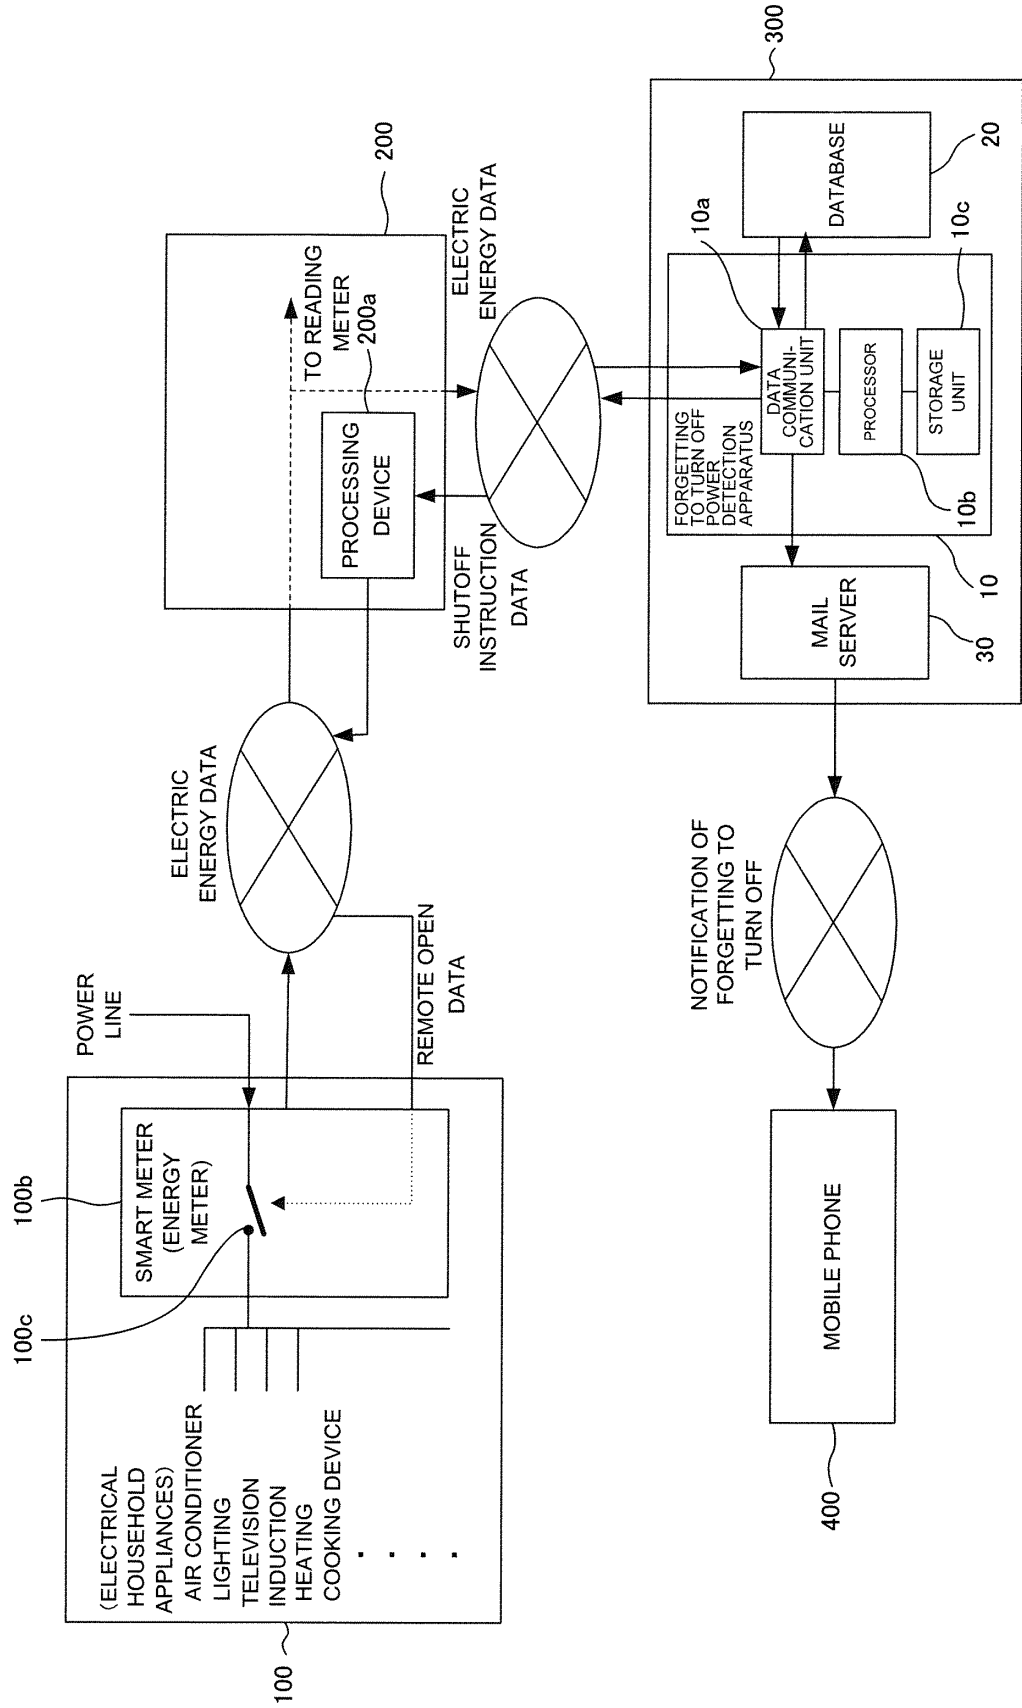 100
(ELECTRICAL
HOUSEHOLD
APPLIANCES)
AIR CONDITIONER
LIGHTING
TELEVISION
INDUCTION
HEATING
COOKING DEVICE
100c
100b
SMART METER
(ENERGY
METER)
POWER
LINE
REMOTE OPEN
DATA
ELECTRIC
ENERGY DATA
200
TO READING
METER
200a
PROCESSING
DEVICE
SHUTOFF
INSTRUCTION
DATA
ELECTRIC
ENERGY DATA
300
FORGETTING
TO TURN OFF
POWER
DETECTION
APPARATUS
10a
DATA
COMMUNI-
CATION UNIT
PROCESSOR
10b
STORAGE
UNIT
10c
10
DATABASE
20
MAIL
SERVER
30
NOTIFICATION OF
FORGETTING TO
TURN OFF
MOBILE PHONE
400